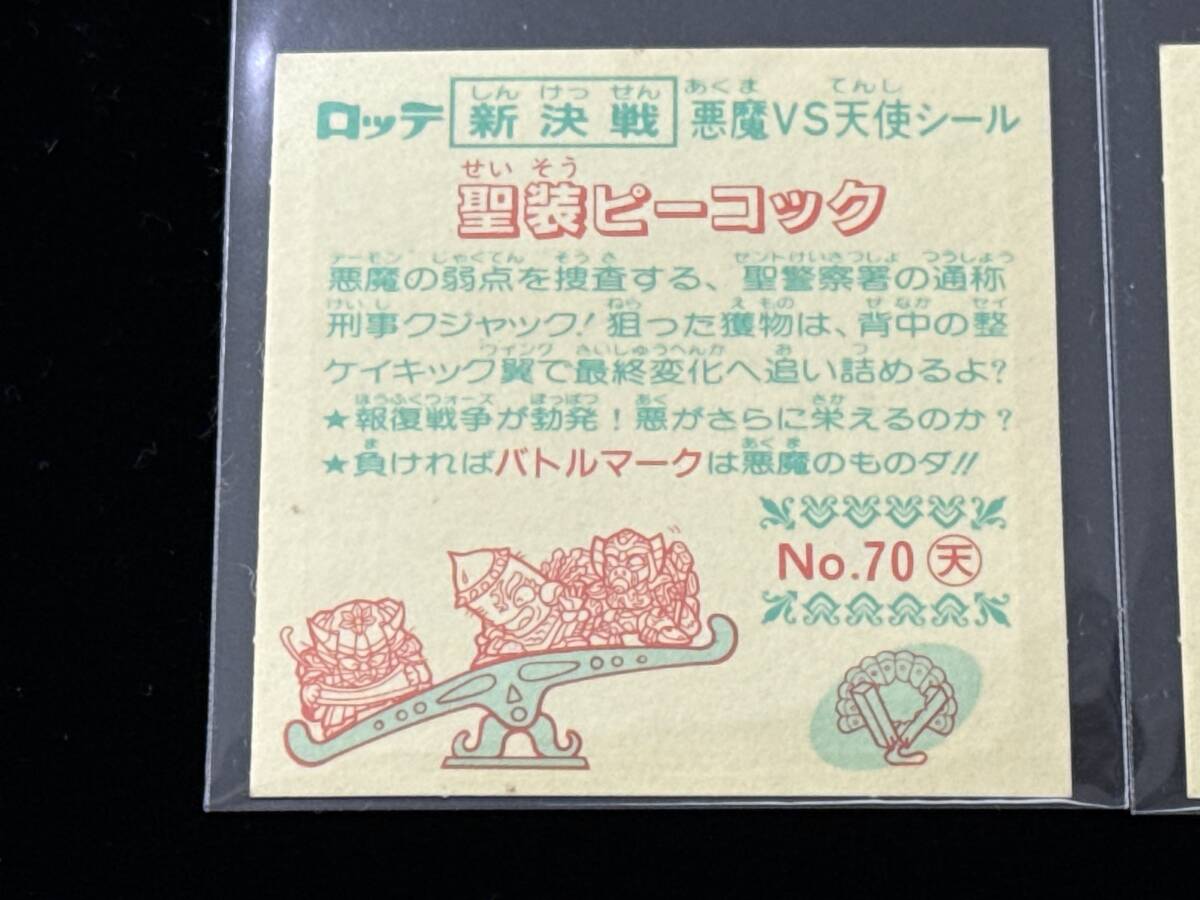 ロッテ 新決戦 悪魔VS天使シール
聖装ピーコック
悪魔の弱点を捜査する、聖警察署の通称
刑事クジャック!狙った獲物は、背中の整
ケイキック翼で最終変化へ追い詰めるよ?
★報復戦争が勃発!悪がさらに栄えるのか?
★負ければバトルマークは悪魔のものダ!!
No.70 天